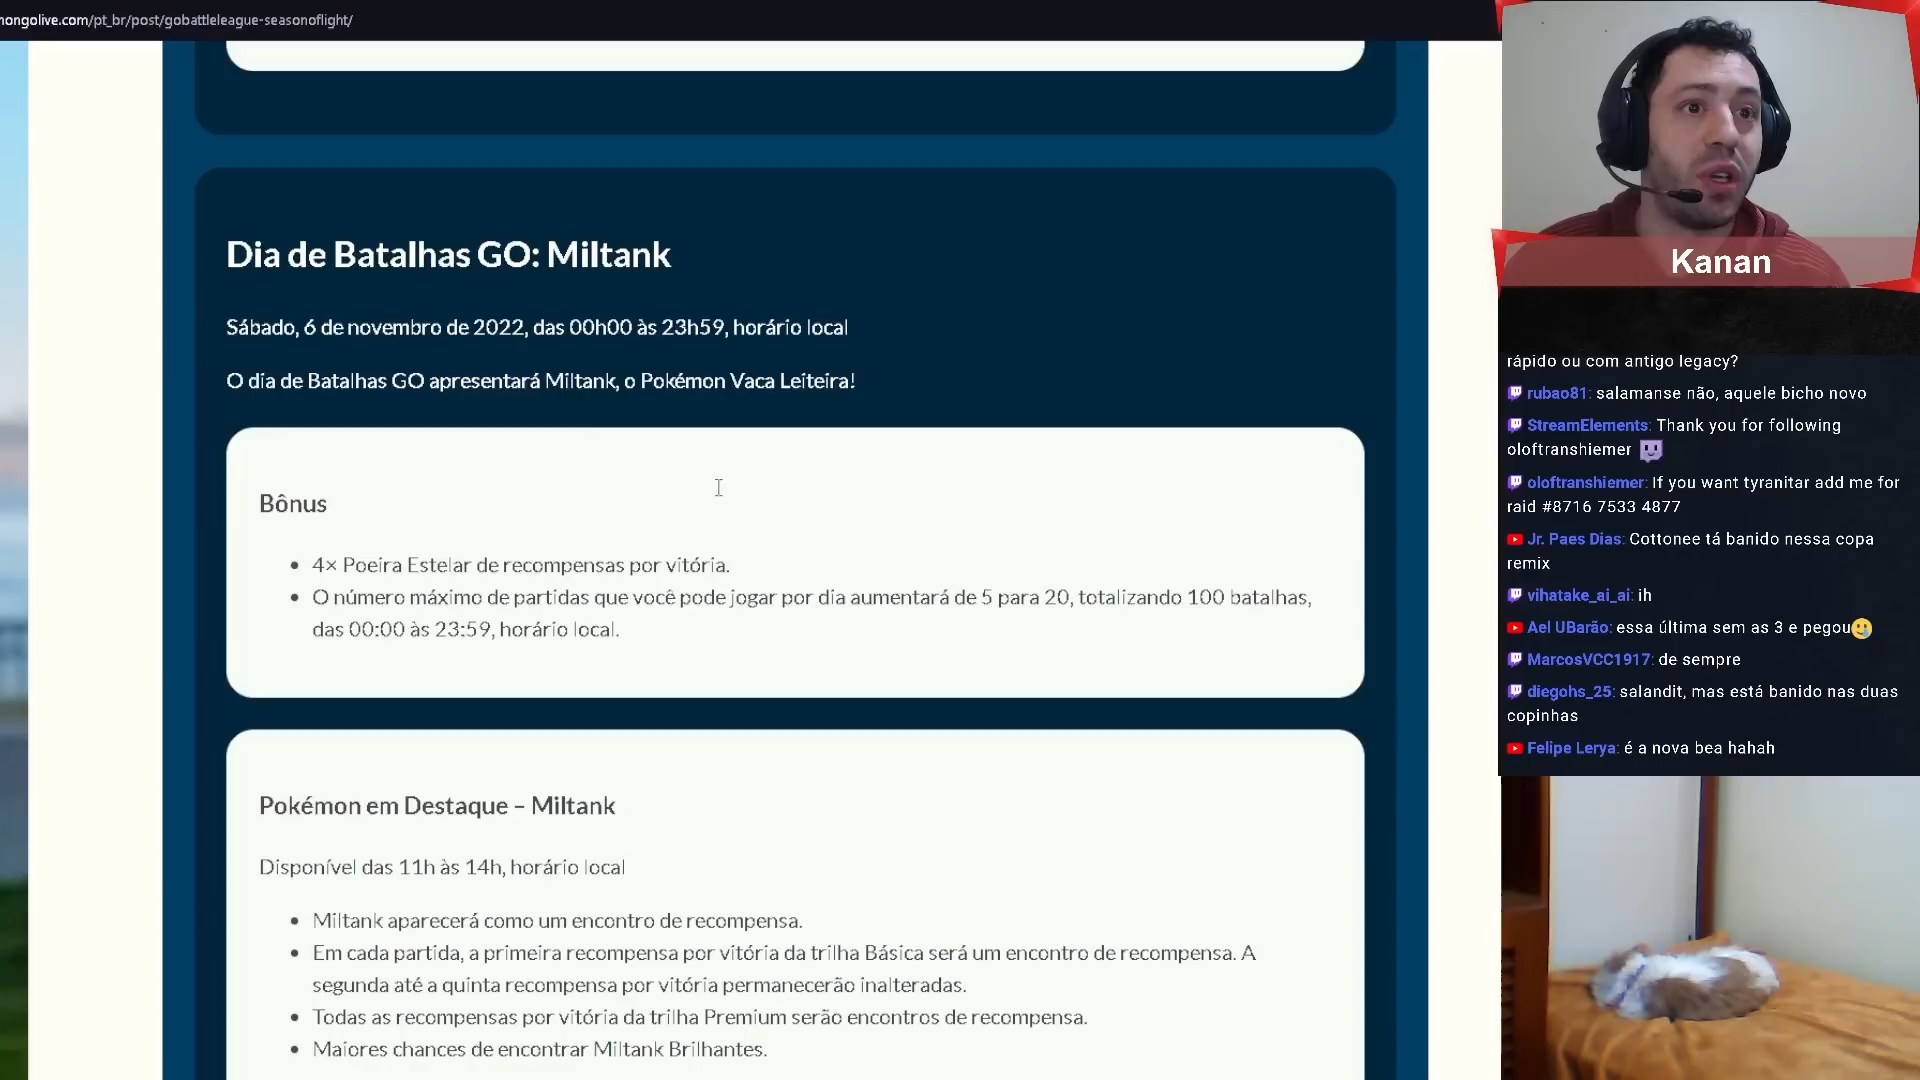 nongolive.com/pt_br/post/gobattleleague-seasonoflight/
Dia de Batalhas GO: Miltank
Sábado, 6 de novembro de 2022, das 00h00 às 23h59, horário local
O dia de Batalhas GO apresentará Miltank, o Pokémon Vaca Leiteira!
Bônus
• 4× Poeira Estelar de recompensas por vitória.
• O número máximo de partidas que você pode jogar por dia aumentará de 5 para 20, totalizando 100 batalhas,
das 00:00 às 23:59, horário local.
Pokémon em Destaque – Miltank
Disponível das 11h às 14h, horário local
• Miltank aparecerá como um encontro de recompensa.
• Em cada partida, a primeira recompensa por vitória da trilha Básica será um encontro de recompensa. A
segunda até a quinta recompensa por vitória permanecerão inalteradas.
• Todas as recompensas por vitória da trilha Premium serão encontros de recompensa.
• Maiores chances de encontrar Miltank Brilhantes.
Kanan
rápido ou com antigo legacy?
rubao81: salamanse não, aquele bicho novo
StreamElements: Thank you for following
oloftranshiemer
oloftranshiemer: If you want tyranitar add me for
raid #8716 7533 4877
Jr. Paes Dias: Cottonee tá banido nessa copa
remix
vihatake_ai_ai: ih
Ael UBarão: essa última sem as 3 e pegou🥲
MarcosVCC1917: de sempre
diegohs_25: salandit, mas está banido nas duas
copinhas
Felipe Lerya: é a nova bea hahah